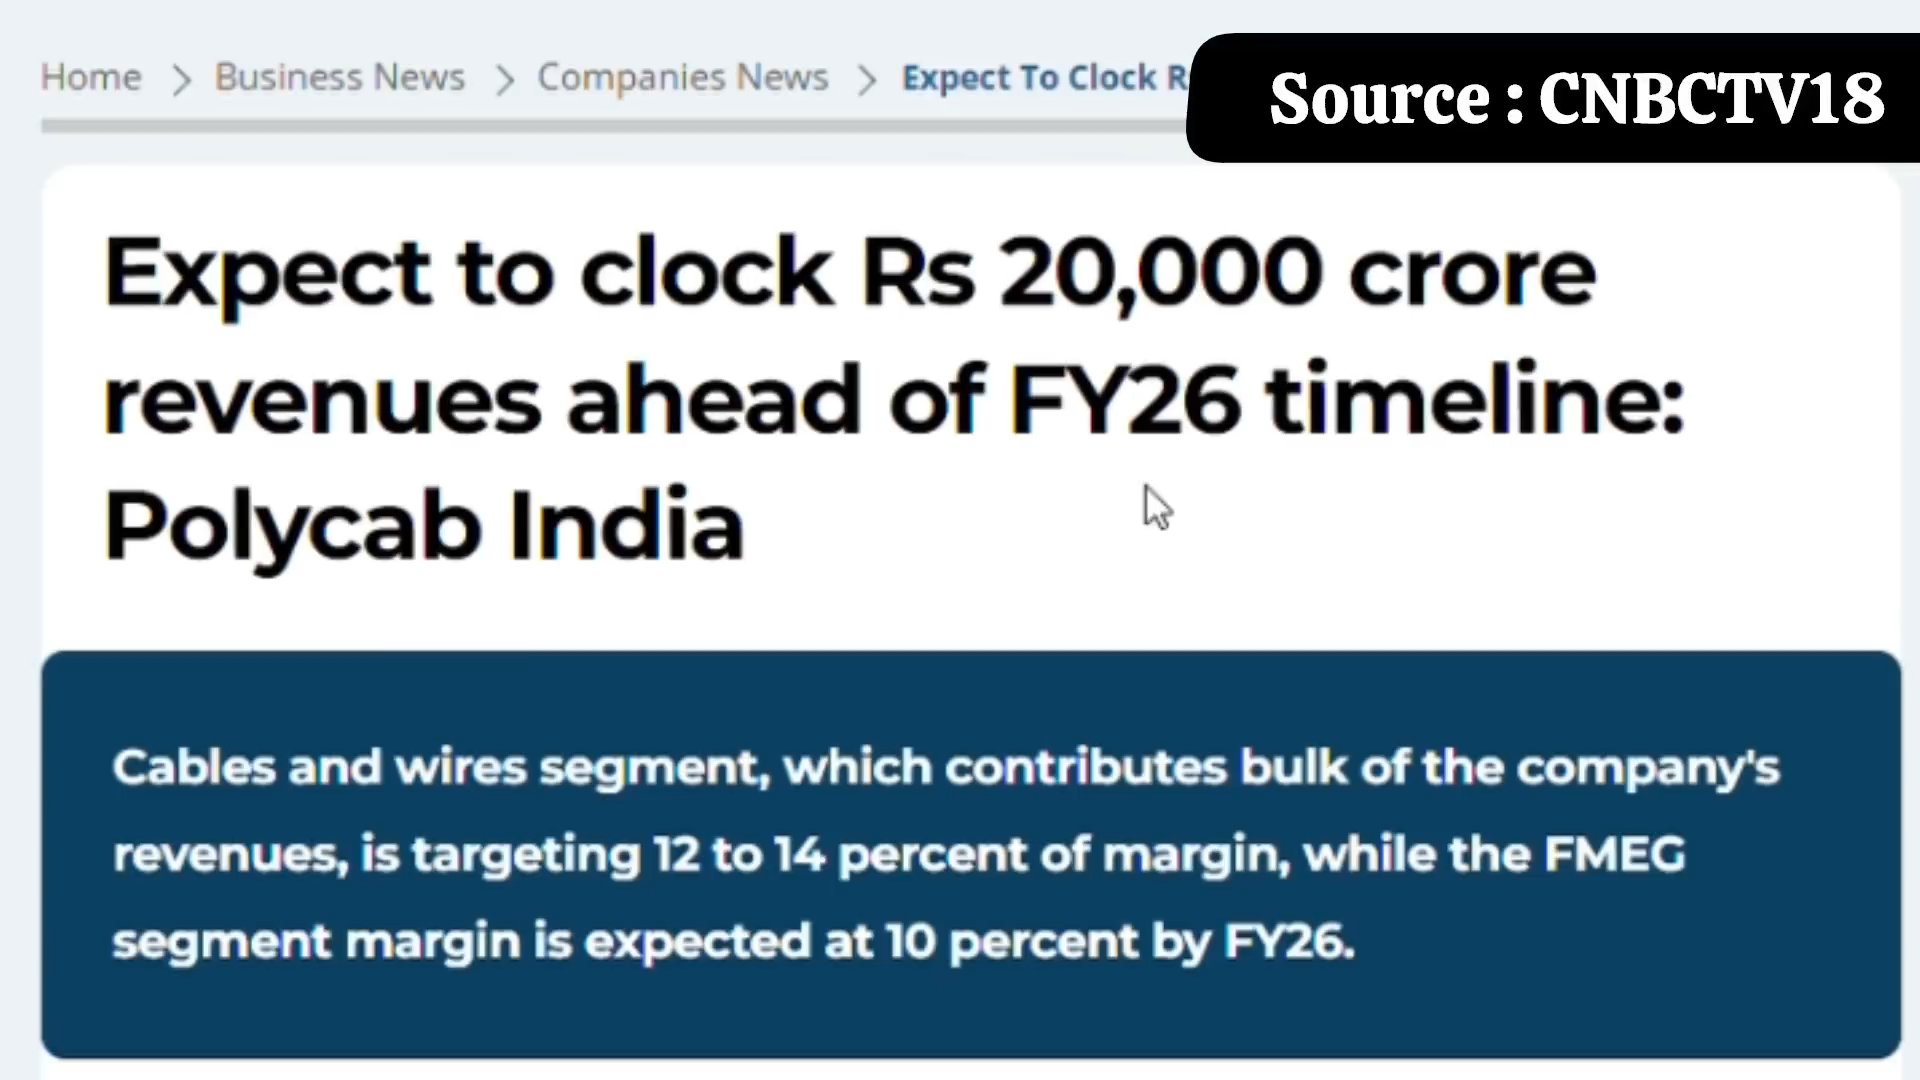 Home > Business News > Companies News > Expect To Clock R
Source : CNBCTV18
Expect to clock Rs 20,000 crore
revenues ahead of FY26 timeline:
Polycab India
Cables and wires segment, which contributes bulk of the company's
revenues, is targeting 12 to 14 percent of margin, while the FMEG
segment margin is expected at 10 percent by FY26.